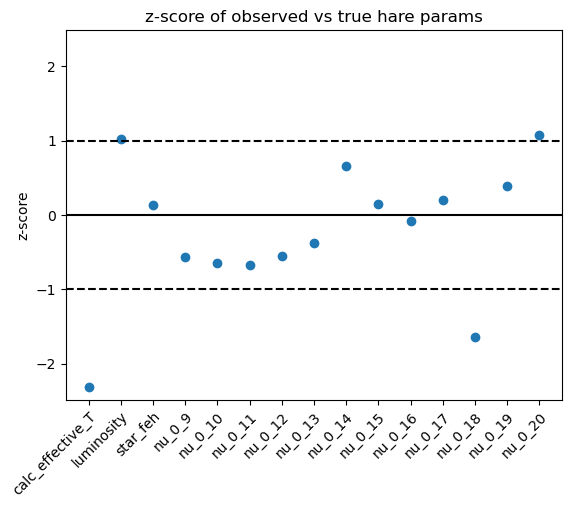 z-score of observed vs true hare params
z-score
2
1
0
−1
−2
calc_effective_T
luminosity
star_feh
nu_0_9
nu_0_10
nu_0_11
nu_0_12
nu_0_13
nu_0_14
nu_0_15
nu_0_16
nu_0_17
nu_0_18
nu_0_19
nu_0_20